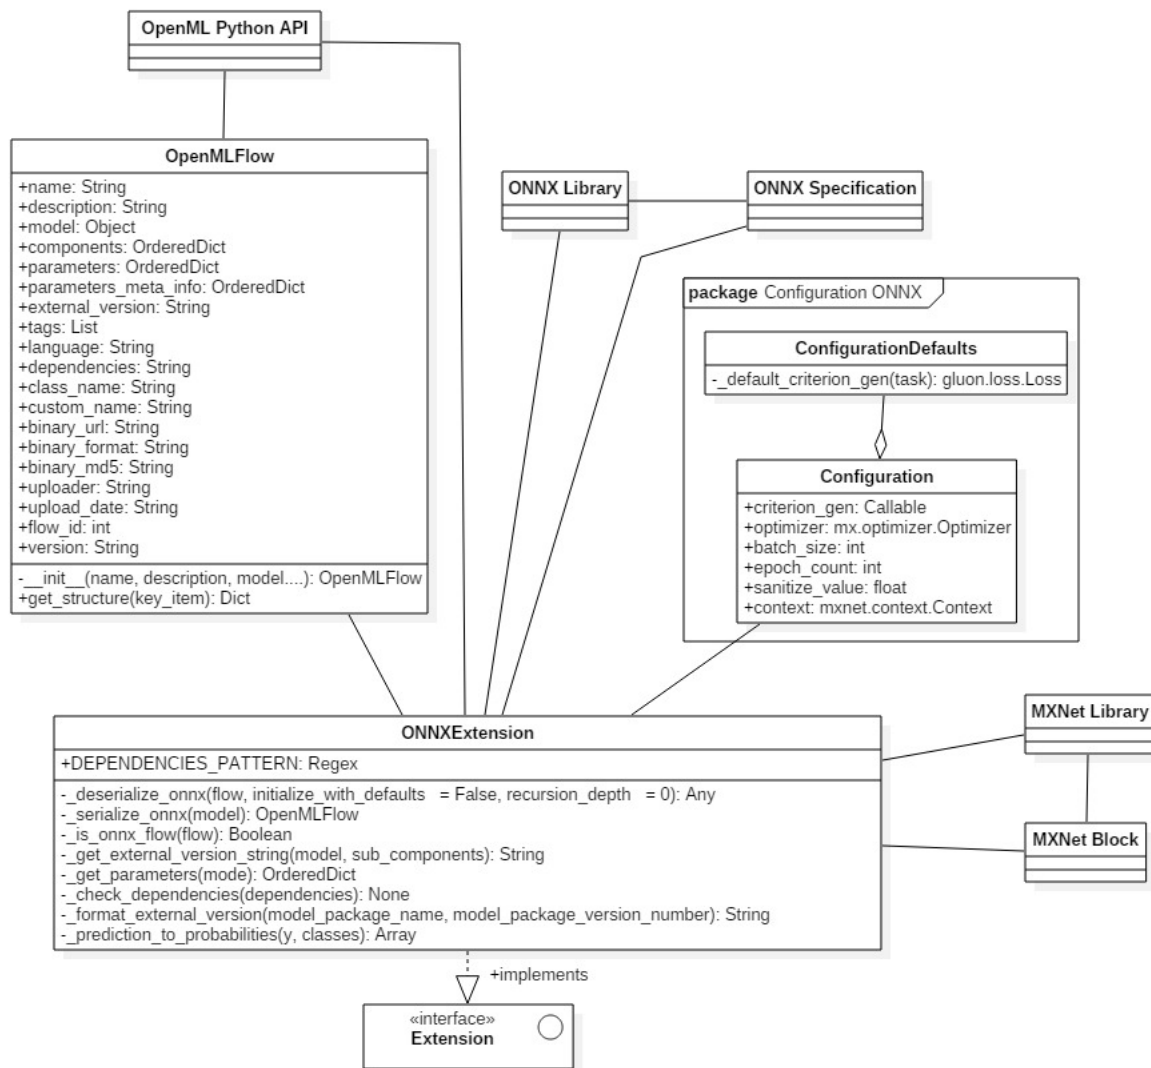 OpenML Python API
OpenMLFlow
+name: String
+description: String
+model: Object
+components: OrderedDict
+parameters: OrderedDict
+parameters_meta_info: OrderedDict
+external_version: String
+tags: List
+language: String
+dependencies: String
+class_name: String
+custom_name: String
+binary_url: String
+binary_format: String
+binary_md5: String
+uploader: String
+upload_date: String
+flow_id: int
+version: String
-__init__(name, description, model....): OpenMLFlow
+get_structure(key_item): Dict
ONNX Library
ONNX Specification
package Configuration ONNX
ConfigurationDefaults
-_default_criterion_gen(task): gluon.loss.Loss
Configuration
+criterion_gen: Callable
+optimizer: mx.optimizer.Optimizer
+batch_size: int
+epoch_count: int
+sanitize_value: float
+context: mxnet.context.Context
ONNXExtension
+DEPENDENCIES_PATTERN: Regex
-_deserialize_onnx(flow, initialize_with_defaults = False, recursion_depth = 0): Any
-_serialize_onnx(model): OpenMLFlow
-_is_onnx_flow(flow): Boolean
-_get_external_version_string(model, sub_components): String
-_get_parameters(mode): OrderedDict
-_check_dependencies(dependencies): None
-_format_external_version(model_package_name, model_package_version_number): String
-_prediction_to_probabilities(y, classes): Array
MXNet Library
MXNet Block
+implements
«interface»
Extension